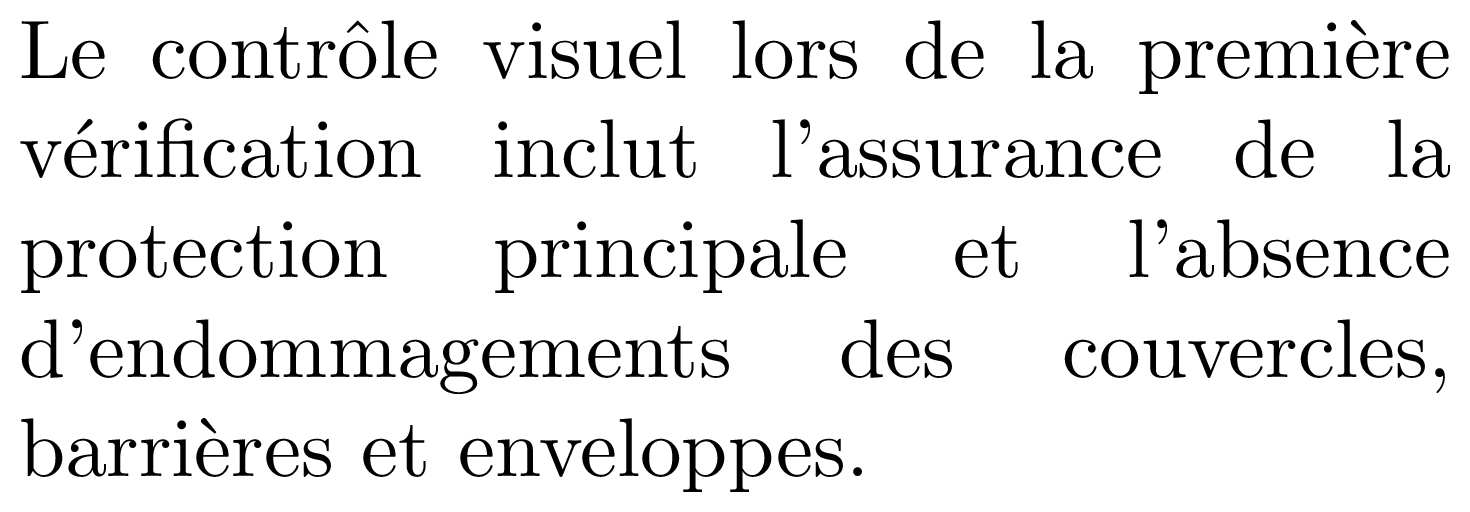 Le contrôle visuel lors de la première
vérification inclut l'assurance de la
protection principale et l'absence
d'endommagements des couvercles,
barrières et enveloppes.